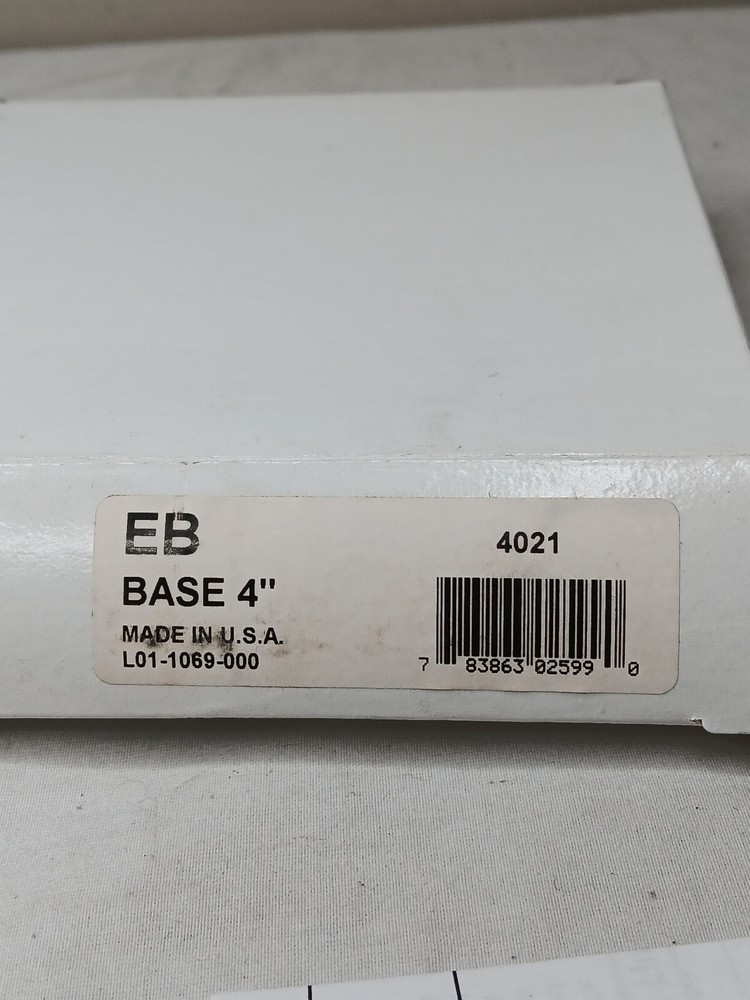 EB
4021
BASE 4"
MADE IN U.S.A.
L01-1069-000
7 83863 02599 0